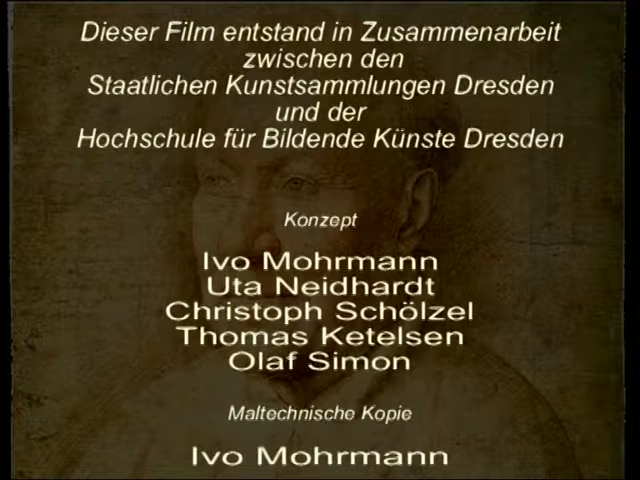 Dieser Film entstand in Zusammenarbeit
zwischen den
Staatlichen Kunstsammlungen Dresden
und der
Hochschule für Bildende Künste Dresden
Konzept
Ivo Mohrmann
Uta Neidhardt
Christoph Schölzel
Thomas Ketelsen
Olaf Simon
Maltechnische Kopie
Ivo Mohrmann